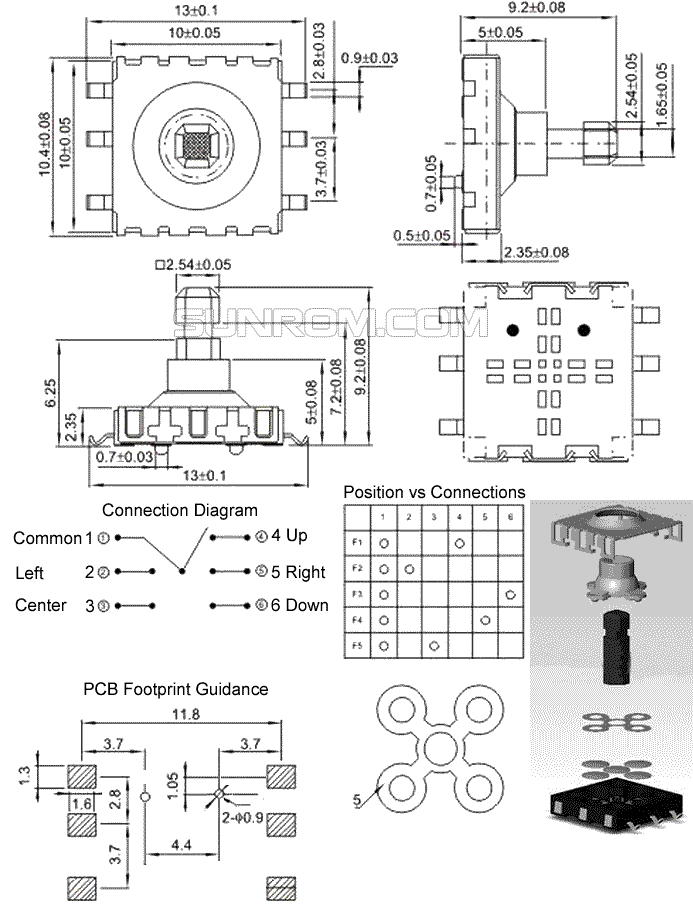 13±0.1
10±0.05
2.8±0.03
0.9±0.03
10.4±0.08
10±0.05
3.7±0.03
9.2±0.08
5±0.05
2.54±0.05
1.65±0.05
0.7±0.05
0.5±0.05
2.35±0.08
□2.54±0.05
SUNROM.COM
6.25
2.35
5±0.08
7.2±0.08
9.2±0.08
0.7±0.03
13±0.1
Connection Diagram
Common 1 ① ④ 4 Up
Left 2 ② ⑤ 5 Right
Center 3 ③ ⑥ 6 Down
Position vs Connections
1 2 3 4 5 6
F1
F2
F3
F4
F5
PCB Footprint Guidance
11.8
3.7 3.7
1.3
1.6
2.8
1.05
2-φ0.9
3.7
4.4
5